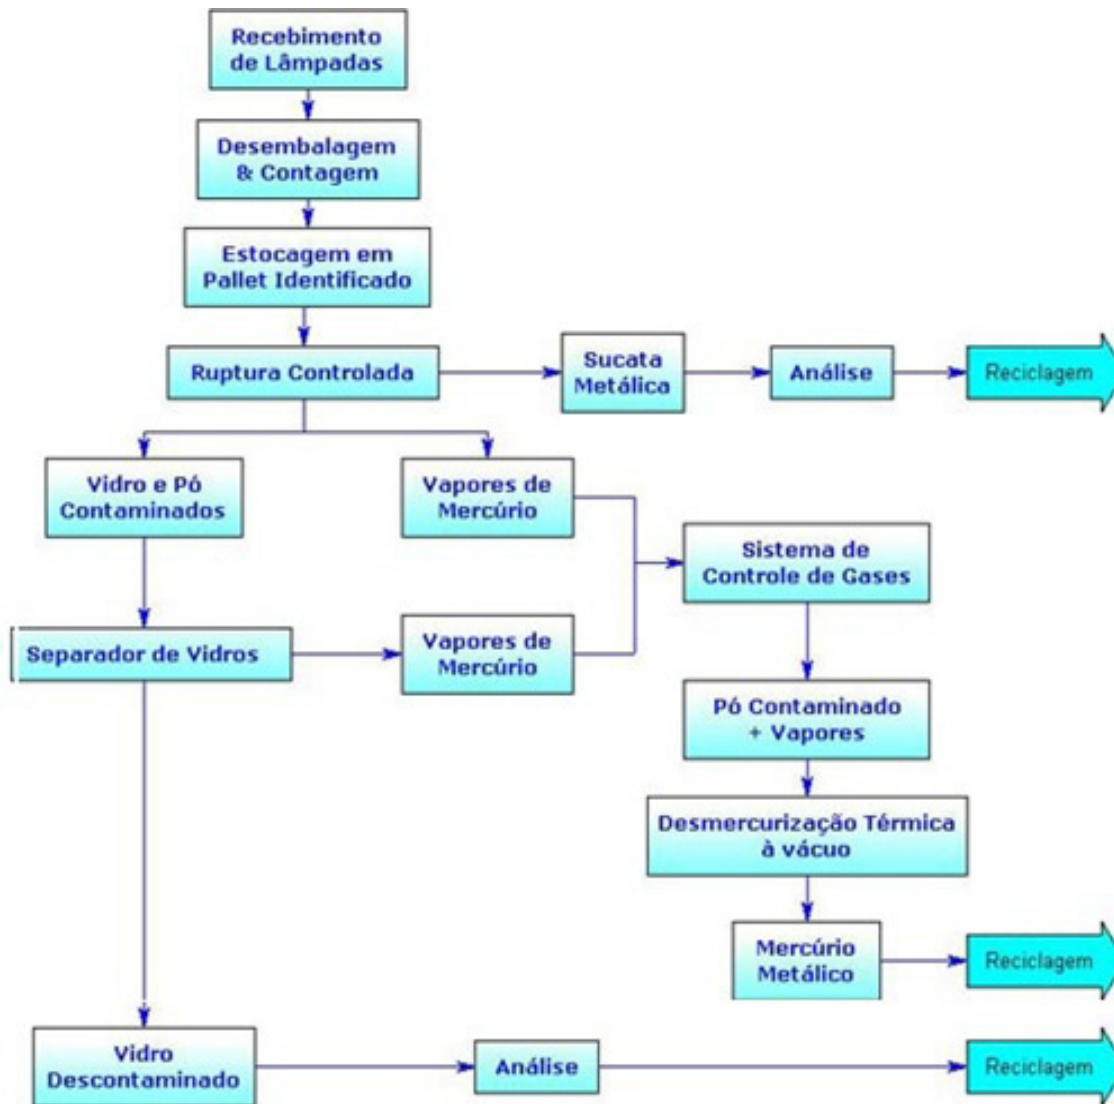 Recebimento
de Lâmpadas
Desembalagem
& Contagem
Estocagem em
Pallet Identificado
Ruptura Controlada
Sucata
Metálica
Análise
Reciclagem
Vidro e Pó
Contaminados
Vapores de
Mercúrio
Sistema de
Controle de Gases
Separador de Vidros
Vapores de
Mercúrio
Pó Contaminado
+ Vapores
Desmercurização Térmica
à vácuo
Mercúrio
Metálico
Reciclagem
Vidro
Descontaminado
Análise
Reciclagem